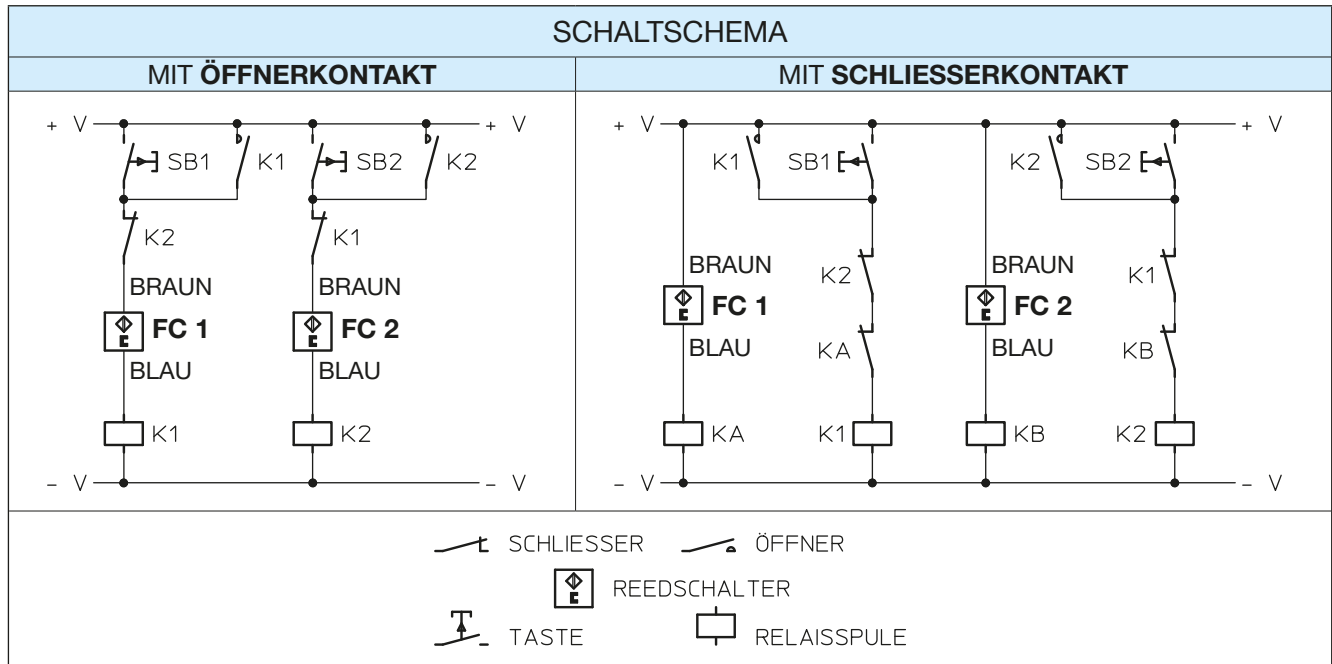 SCHALTSCHEMA
MIT ÖFFNERKONTAKT
MIT SCHLIESSERKONTAKT
+ V + V
SB1 K1 SB2 K2
K2 K1
BRAUN BRAUN
FC 1 FC 2
BLAU BLAU
K1 K2
- V - V
+ V + V
K1 SB1 K2 SB2
BRAUN K2 BRAUN K1
FC 1 FC 2
BLAU KA BLAU KB
KA K1 KB K2
- V - V
SCHLIESSER ÖFFNER
REEDSCHALTER
TASTE RELAISSPULE